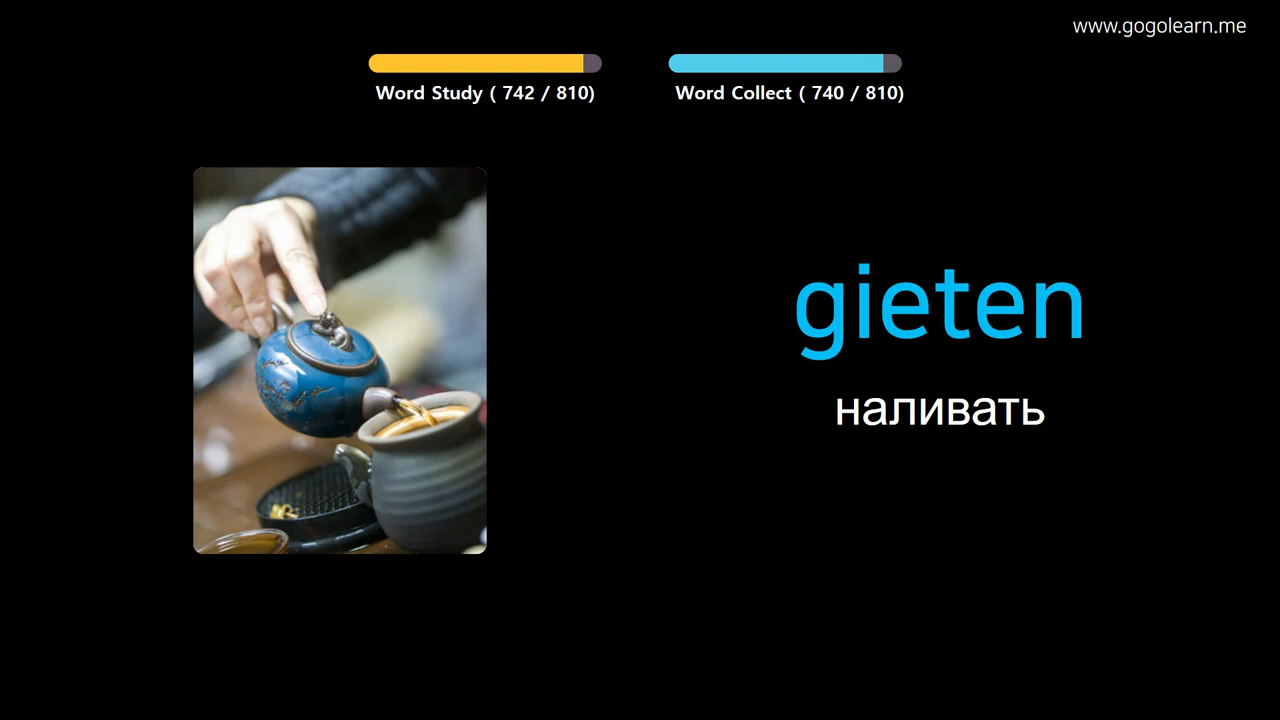 www.gogolearn.me
Word Study ( 742 / 810)
Word Collect ( 740 / 810)
gieten
наливать